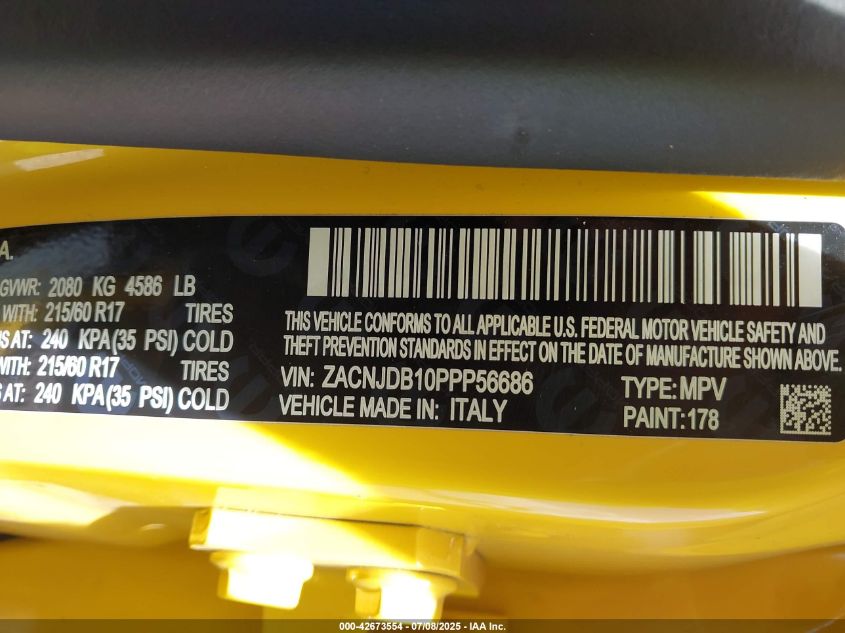 A.
GVWR: 2080 KG 4586 LB
WITH: 215/60 R17 TIRES
AT: 240 KPA(35 PSI) COLD
WITH: 215/60 R17 TIRES
AT: 240 KPA(35 PSI) COLD
THIS VEHICLE CONFORMS TO ALL APPLICABLE U.S. FEDERAL MOTOR VEHICLE SAFETY AND
THEFT PREVENTION STANDARDS IN EFFECT ON THE DATE OF MANUFACTURE SHOWN ABOVE.
VIN: ZACNJDB10PPP56686 TYPE: MPV
VEHICLE MADE IN: ITALY PAINT: 178
000-42673554 | 07/08/2025 | © IAA Inc.